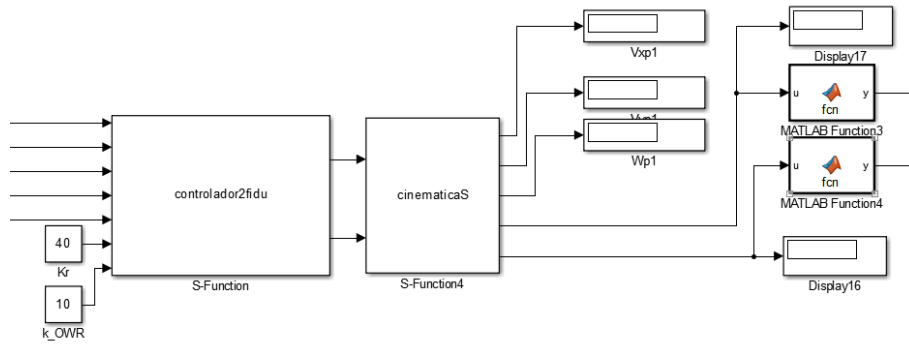 Vxp1
Display17
u
fcn
y
MATLAB Function3
Wp1
controlador2fidu
cinematicaS
u
fcn
y
MATLAB Function4
40
Kr
S-Function
S-Function4
Display16
10
k_OWR